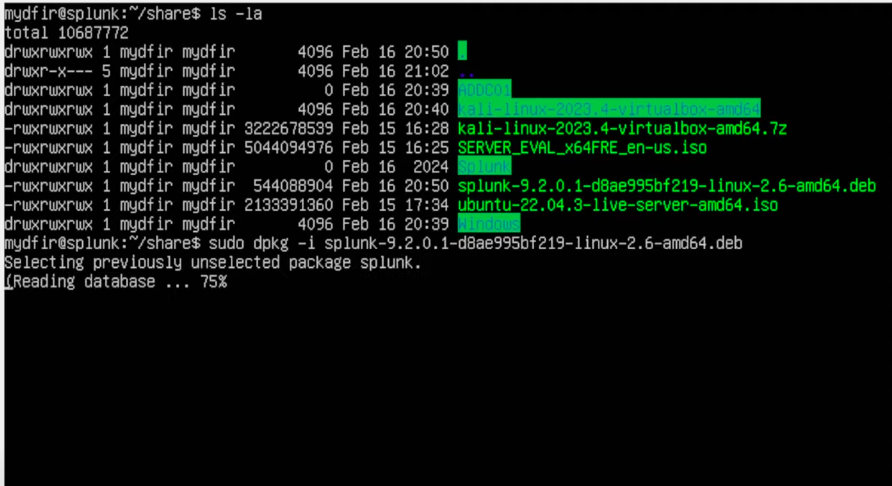 mydfir@splunk:~/share$ ls -la
total 10687772
drwxrwxrwx 1 mydfir mydfir 4096 Feb 16 20:50 .
drwxr-x--- 5 mydfir mydfir 4096 Feb 16 21:02 ..
drwxrwxrwx 1 mydfir mydfir 0 Feb 16 20:39 ADDC01
drwxrwxrwx 1 mydfir mydfir 4096 Feb 16 20:40 kali-linux-2023.4-virtualbox-amd64
-rwxrwxrwx 1 mydfir mydfir 3222678539 Feb 15 16:28 kali-linux-2023.4-virtualbox-amd64.7z
-rwxrwxrwx 1 mydfir mydfir 5044094976 Feb 15 16:25 SERVER_EVAL_x64FRE_en-us.iso
drwxrwxrwx 1 mydfir mydfir 0 Feb 16 2024 Splunk
-rwxrwxrwx 1 mydfir mydfir 544088904 Feb 16 20:50 splunk-9.2.0.1-d8ae995bf219-linux-2.6-amd64.deb
-rwxrwxrwx 1 mydfir mydfir 2133391360 Feb 15 17:34 ubuntu-22.04.3-live-server-amd64.iso
drwxrwxrwx 1 mydfir mydfir 4096 Feb 16 20:39 Windows
mydfir@splunk:~/share$ sudo dpkg -i splunk-9.2.0.1-d8ae995bf219-linux-2.6-amd64.deb
Selecting previously unselected package splunk.
(Reading database ... 75%